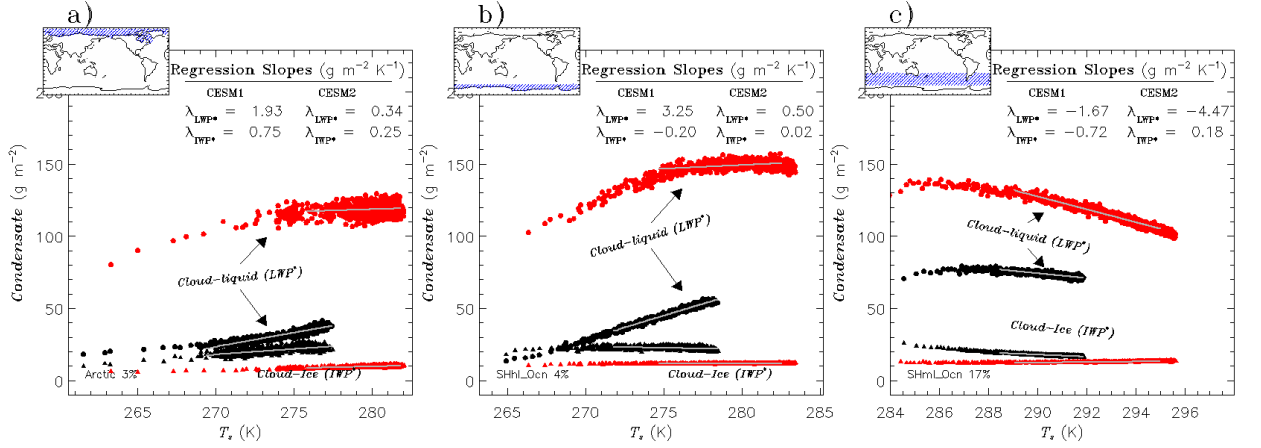 a)
Regression Slopes (g m⁻² K⁻¹)
CESM1 CESM2
λLWP* = 1.93 λLWP* = 0.34
λIWP* = 0.75 λIWP* = 0.25
150
100
50
0
Condensate (g m⁻²)
Cloud-liquid (LWP*)
Cloud-Ice (IWP*)
Arctic 3%
265 270 275 280
Ts (K)
b)
Regression Slopes (g m⁻² K⁻¹)
CESM1 CESM2
λLWP* = 3.25 λLWP* = 0.50
λIWP* = −0.20 λIWP* = 0.02
150
100
50
0
Condensate (g m⁻²)
Cloud-liquid (LWP*)
Cloud-Ice (IWP*)
SHhl_Ocn 4%
265 270 275 280 285
Ts (K)
c)
Regression Slopes (g m⁻² K⁻¹)
CESM1 CESM2
λLWP* = −1.67 λLWP* = −4.47
λIWP* = −0.72 λIWP* = 0.18
150
100
50
0
Condensate (g m⁻²)
Cloud-liquid (LWP*)
Cloud-Ice (IWP*)
SHml_Ocn 17%
284 286 288 290 292 294 296
Ts (K)